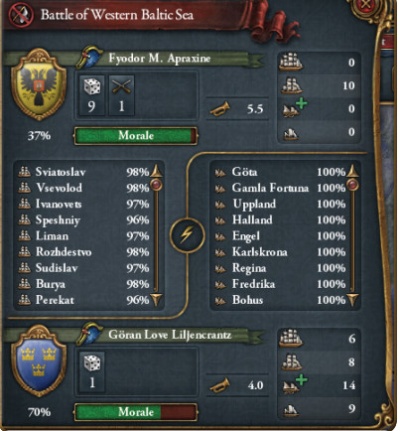 Battle of Western Baltic Sea
Fyodor M. Apraxine
0
10
0
0
9 1
5.5
37% Morale
Sviatoslav 98% Göta 100%
Vsevolod 98% Gamla Fortuna 100%
Ivanovets 97% Uppland 100%
Speshniy 96% Halland 100%
Liman 97% Engel 100%
Rozhdestvo 98% Karlskrona 100%
Sudislav 97% Regina 100%
Burya 98% Fredrika 100%
Perekat 96% Bohus 100%
Göran Love Liljencrantz
6
8
14
9
1
4.0
70% Morale